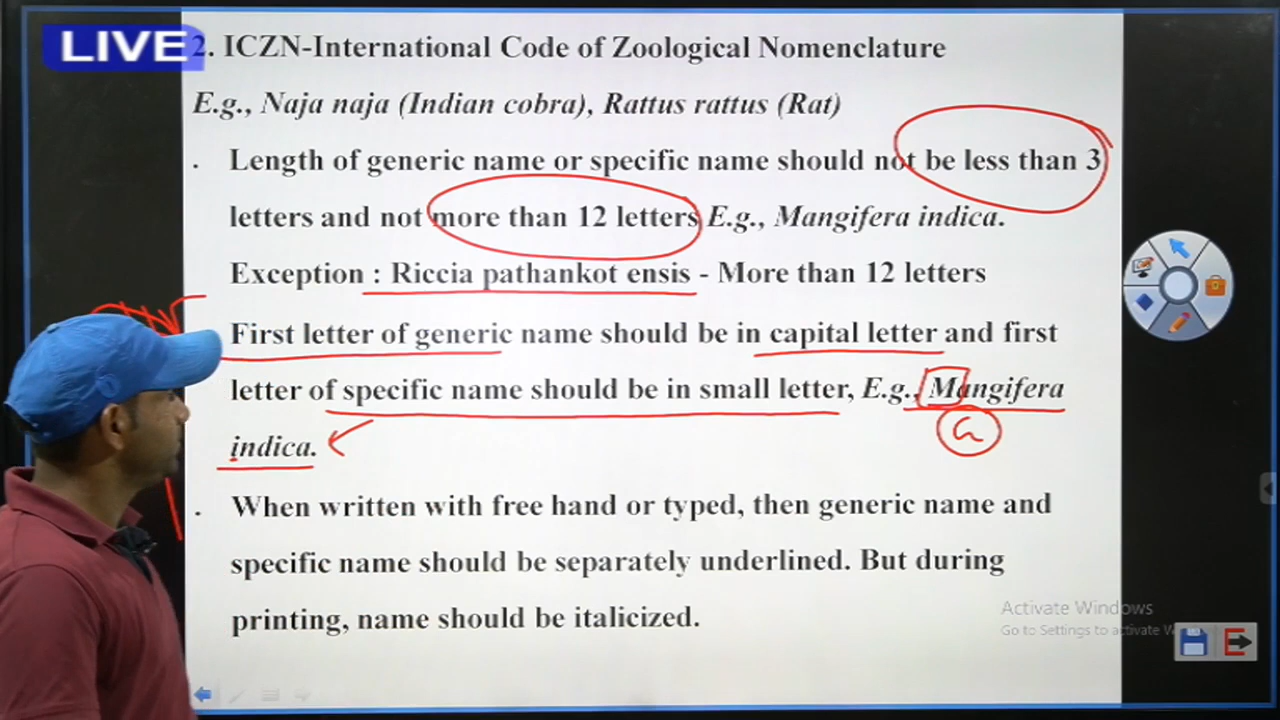 LIVE
2. ICZN-International Code of Zoological Nomenclature
E.g., Naja naja (Indian cobra), Rattus rattus (Rat)
. Length of generic name or specific name should not be less than 3
letters and not more than 12 letters E.g., Mangifera indica.
Exception : Riccia pathankot ensis - More than 12 letters
First letter of generic name should be in capital letter and first
letter of specific name should be in small letter, E.g., Mangifera
indica.
. When written with free hand or typed, then generic name and
specific name should be separately underlined. But during
printing, name should be italicized.
Activate Windows
Go to Settings to activate W